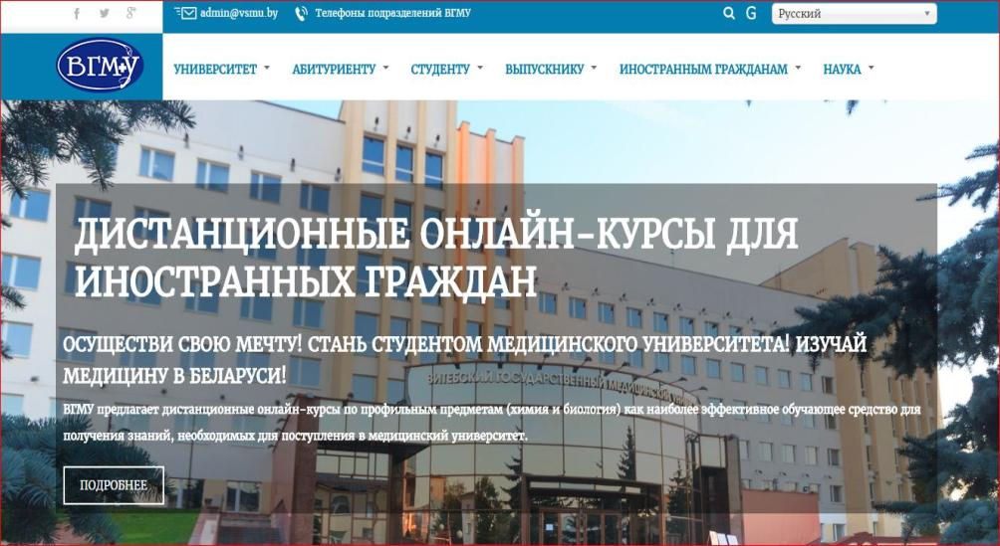 admin@vsmu.by Телефоны подразделений ВГМУ
Русский
ВГМУ
УНИВЕРСИТЕТ АБИТУРИЕНТУ СТУДЕНТУ ВЫПУСКНИКУ ИНОСТРАННЫМ ГРАЖДАНАМ НАУКА
ДИСТАНЦИОННЫЕ ОНЛАЙН-КУРСЫ ДЛЯ
ИНОСТРАННЫХ ГРАЖДАН
ОСУЩЕСТВИ СВОЮ МЕЧТУ! СТАНЬ СТУДЕНТОМ МЕДИЦИНСКОГО УНИВЕРСИТЕТА! ИЗУЧАЙ
МЕДИЦИНУ В БЕЛАРУСИ!
ВИТЕБСКИЙ ГОСУДАРСТВЕННЫЙ МЕДИЦИНСКИЙ
ВГМУ предлагает дистанционные онлайн-курсы по профильным предметам (химия и биология) как наиболее эффективное обучающее средство для
получения знаний, необходимых для поступления в медицинский университет.
ПОДРОБНЕЕ